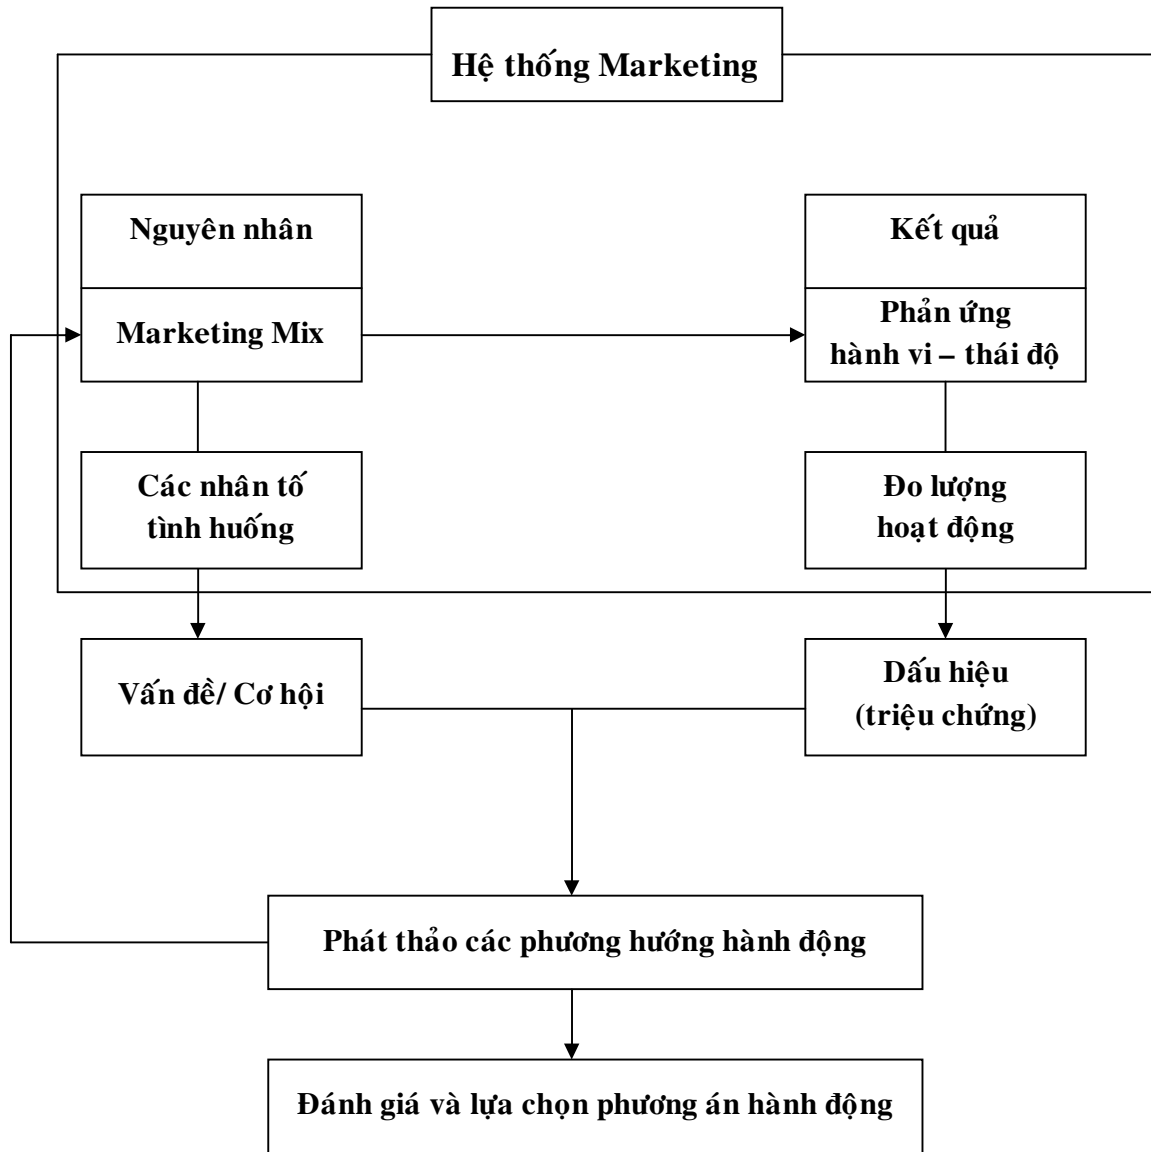 Hệ thống Marketing
Nguyên nhân
Kết quả
Marketing Mix
Phản ứng
hành vi – thái độ
Các nhân tố
tình huống
Đo lượng
hoạt động
Vấn đề/ Cơ hội
Dấu hiệu
(triệu chứng)
Phát thảo các phương hướng hành động
Đánh giá và lựa chọn phương án hành động